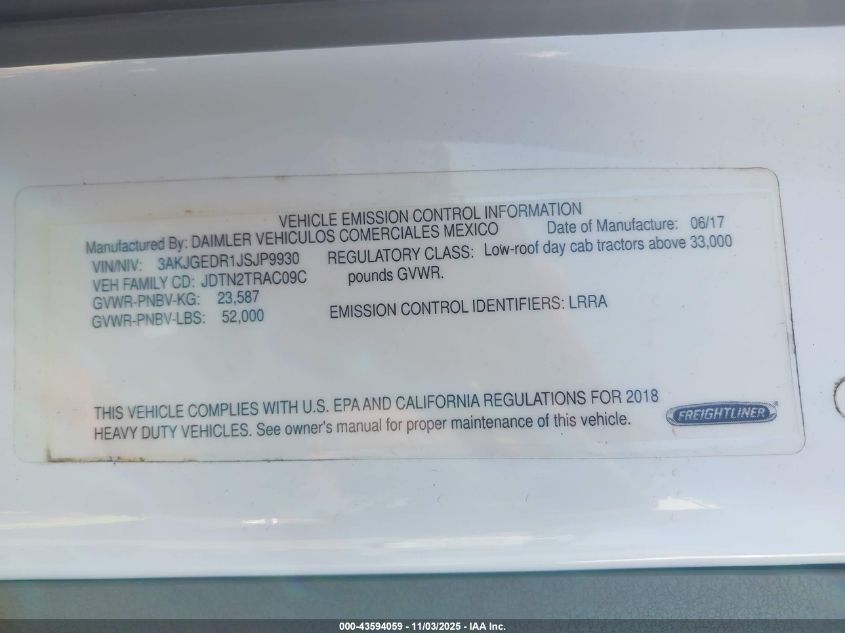 VEHICLE EMISSION CONTROL INFORMATION
Manufactured By: DAIMLER VEHICULOS COMERCIALES MEXICO Date of Manufacture: 06/17
VIN/NIV: 3AKJGEDR1JSJP9930 REGULATORY CLASS: Low-roof day cab tractors above 33,000
VEH FAMILY CD: JDTN2TRAC09C pounds GVWR.
GVWR-PNBV-KG: 23,587
GVWR-PNBV-LBS: 52,000 EMISSION CONTROL IDENTIFIERS: LRRA
THIS VEHICLE COMPLIES WITH U.S. EPA AND CALIFORNIA REGULATIONS FOR 2018
HEAVY DUTY VEHICLES. See owner's manual for proper maintenance of this vehicle.
FREIGHTLINER
000-43594059 - 11/03/2025 - IAA Inc.